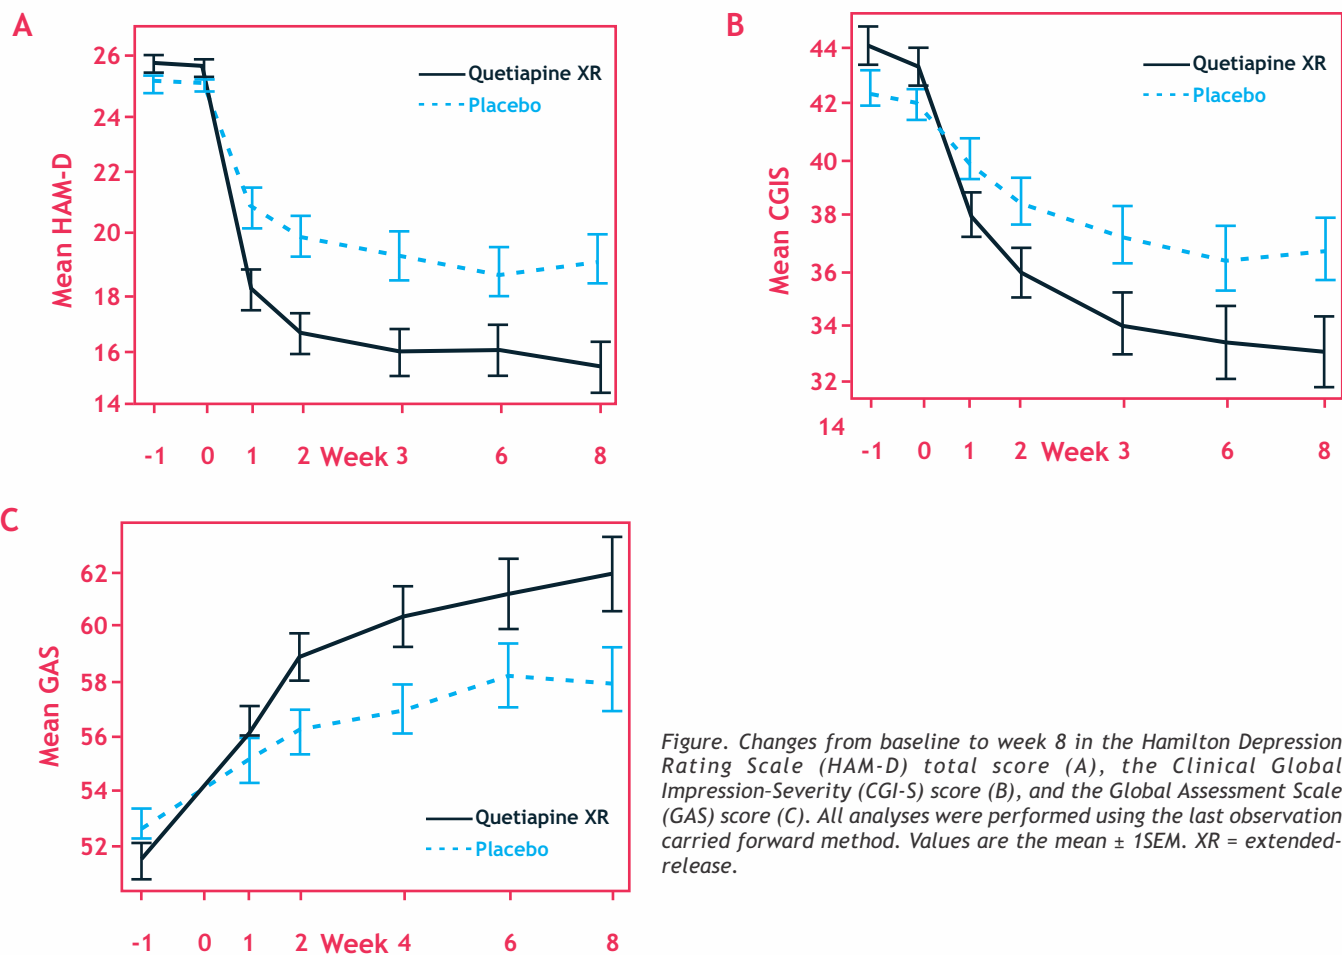 A
Mean HAM-D
26
24
22
20
18
16
14
Quetiapine XR
Placebo
-1 0 1 2 Week 3 6 8
B
Mean CGIS
44
42
40
38
36
34
32
14
Quetiapine XR
Placebo
-1 0 1 2 Week 3 6 8
C
Mean GAS
62
60
58
56
54
52
Quetiapine XR
Placebo
-1 0 1 2 Week 4 6 8
Figure. Changes from baseline to week 8 in the Hamilton Depression
Rating Scale (HAM-D) total score (A), the Clinical Global
Impression-Severity (CGI-S) score (B), and the Global Assessment Scale
(GAS) score (C). All analyses were performed using the last observation
carried forward method. Values are the mean ± 1SEM. XR = extended-
release.